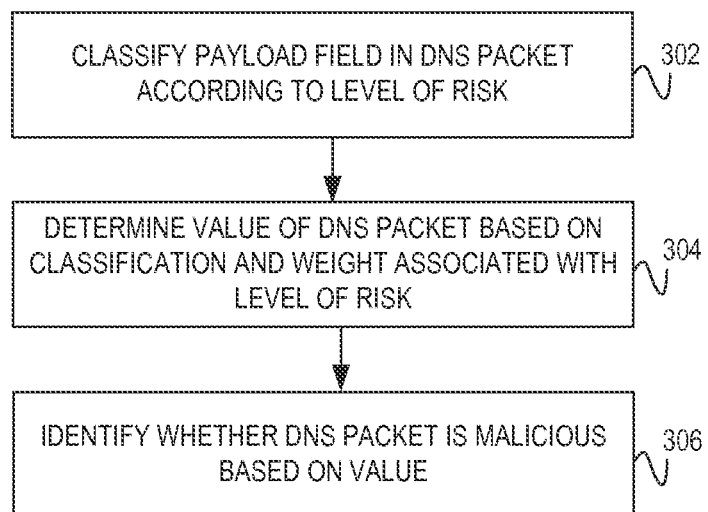 CLASSIFY PAYLOAD FIELD IN DNS PACKET
ACCORDING TO LEVEL OF RISK
302
DETERMINE VALUE OF DNS PACKET BASED ON
CLASSIFICATION AND WEIGHT ASSOCIATED WITH
LEVEL OF RISK
304
IDENTIFY WHETHER DNS PACKET IS MALICIOUS
BASED ON VALUE
306